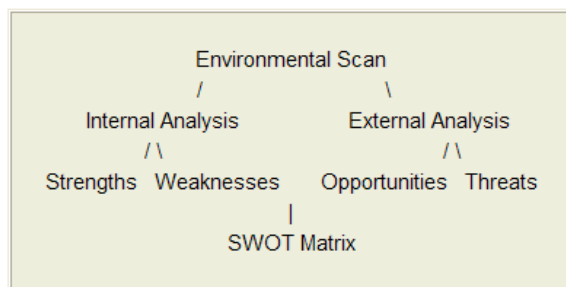 Environmental Scan
/ \
Internal Analysis External Analysis
/ \ / \
Strengths Weaknesses Opportunities Threats
|
SWOT Matrix